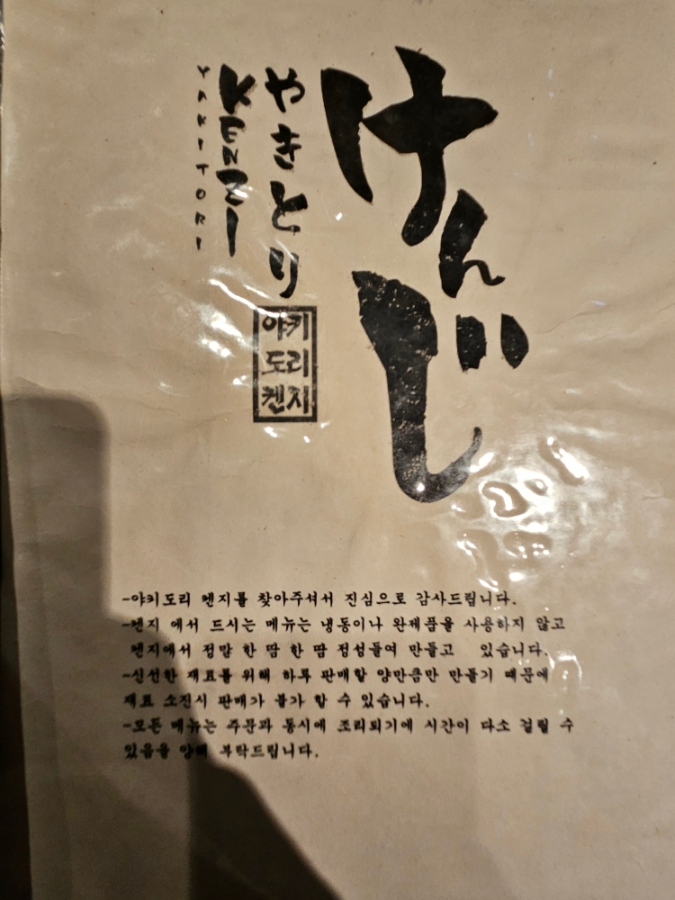 けんじ
やきとり
KENZI
YAKITORI
야키
도리
켄지
-야키도리 켄지를 찾아주셔서 진심으로 감사드립니다.
-켄지 에서 드시는 메뉴는 냉동이나 완제품을 사용하지 않고
켄지에서 정말 한 땀 한 땀 정성들여 만들고 있습니다.
-신선한 재료를 위해 하루 판매할 양만큼만 만들기 때문에
재료 소진시 판매가 불가 할 수 있습니다.
-모든 메뉴는 주문과 동시에 조리되기에 시간이 다소 걸릴 수
있음을 양해 부탁드립니다.